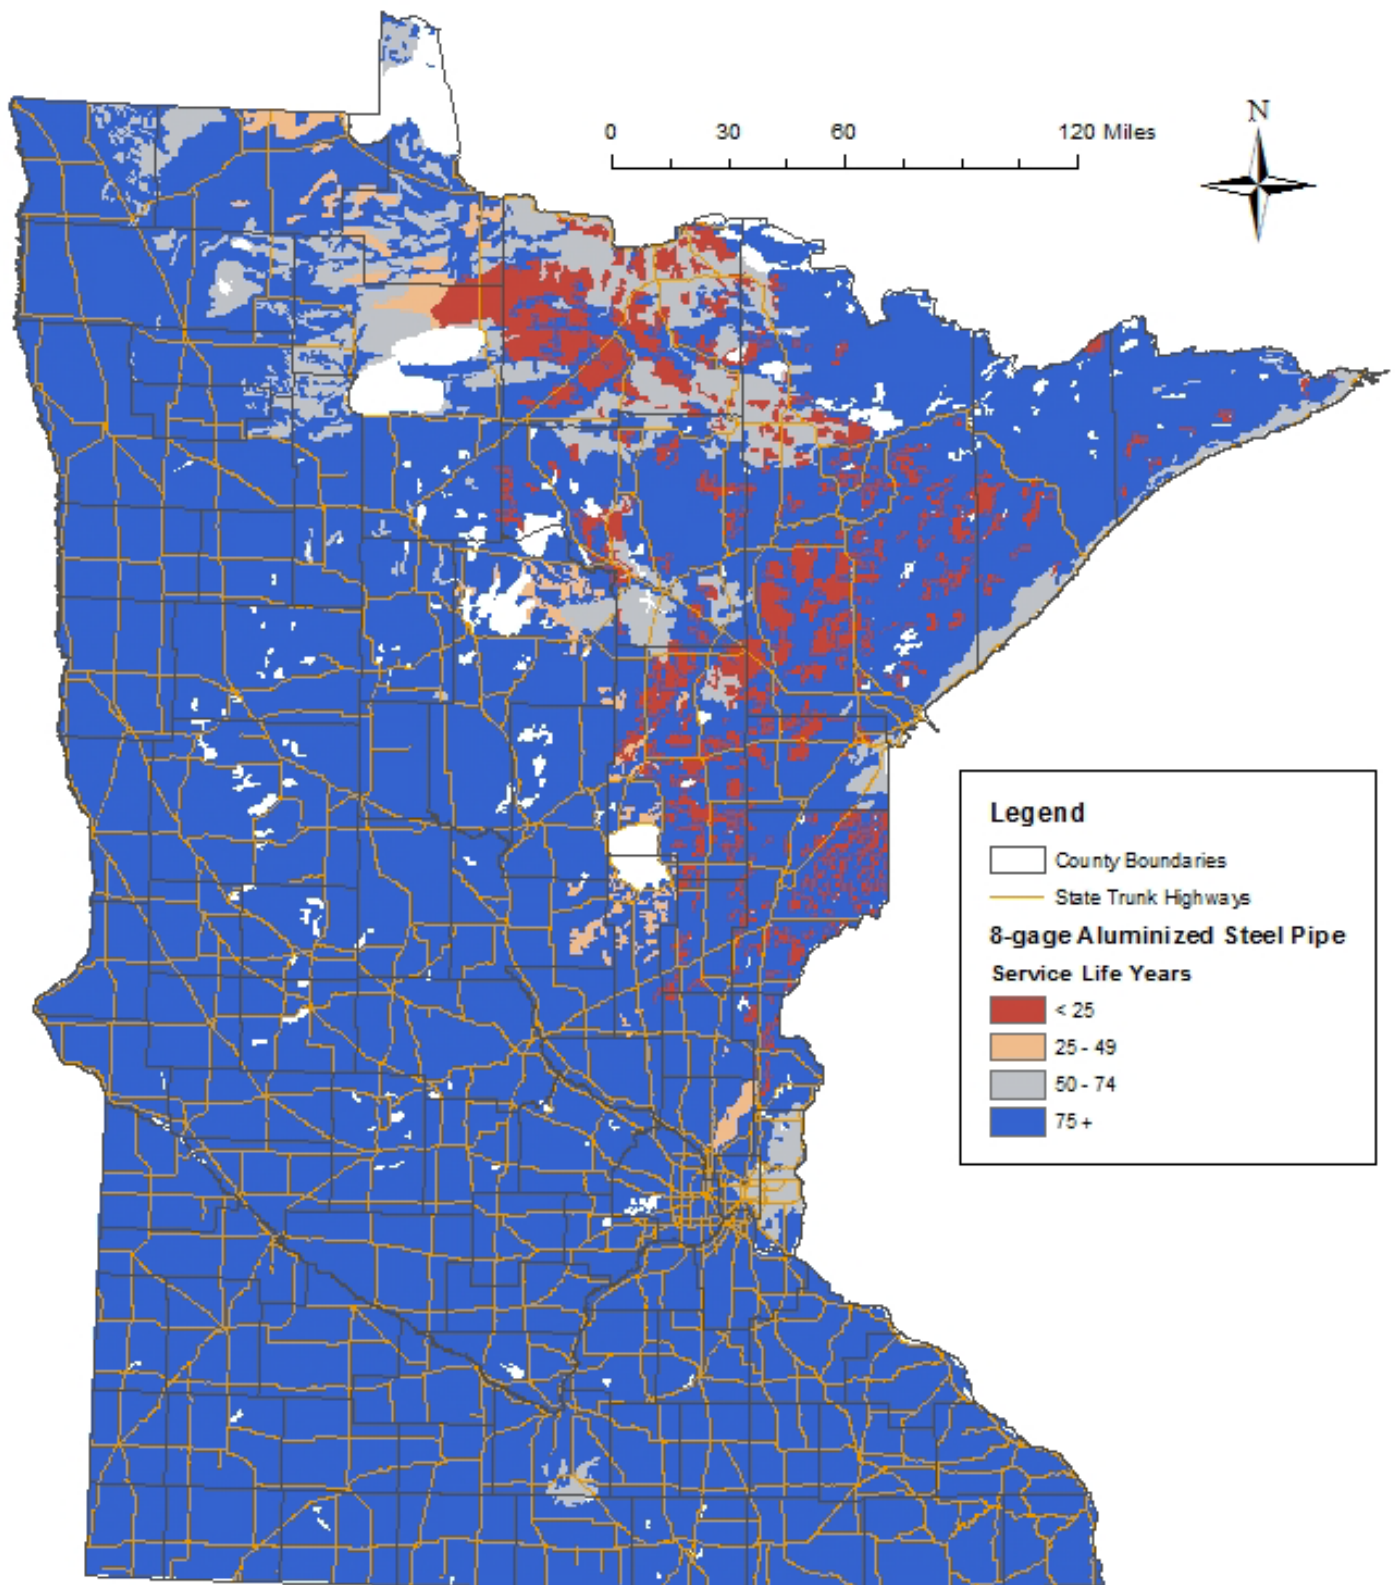 N
0 30 60 120 Miles
Legend
County Boundaries
State Trunk Highways
8-gage Aluminized Steel Pipe
Service Life Years
< 25
25 - 49
50 - 74
75 +